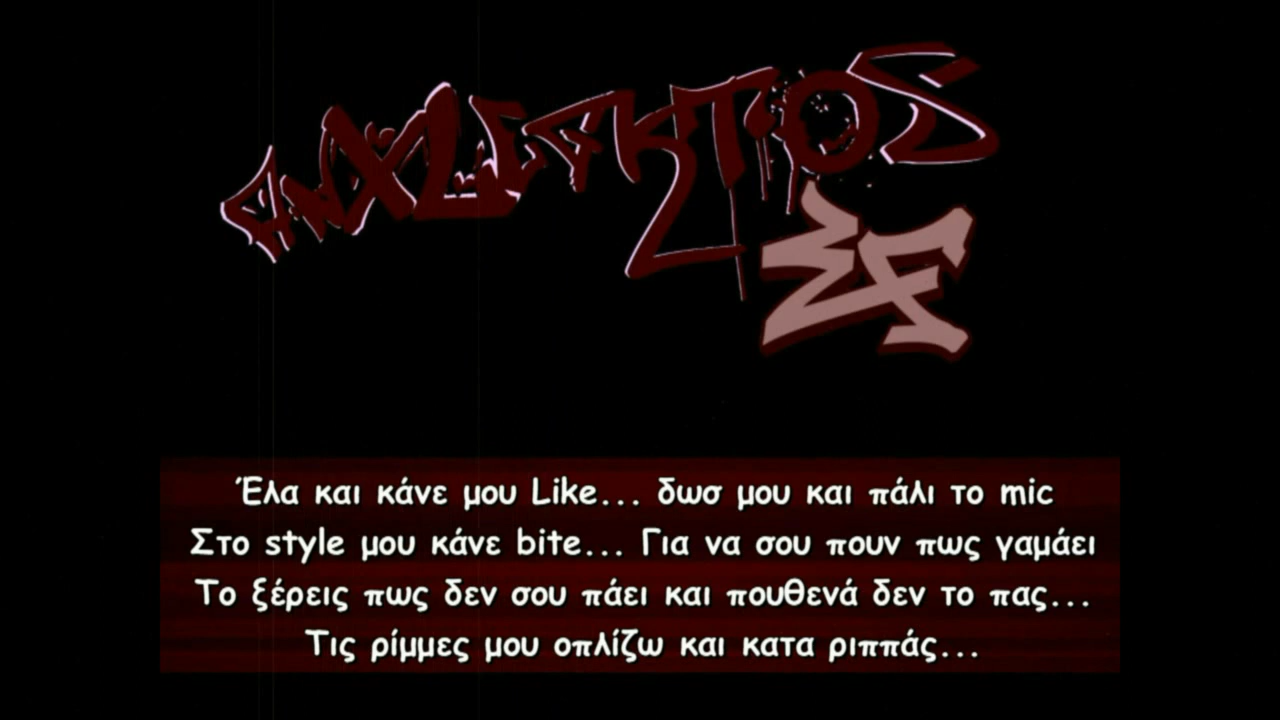 ΑΝΧΖΕΓΚΤΟΣ
ΣF
Έλα και κάνε μου Like... δωσ μου και πάλι το mic
Στο style μου κάνε bite... Για να σου πουν πως γαμάει
Το ξέρεις πως δεν σου πάει και πουθενά δεν το πας...
Τις ρίμμες μου οπλίζω και κατα ριππάς...